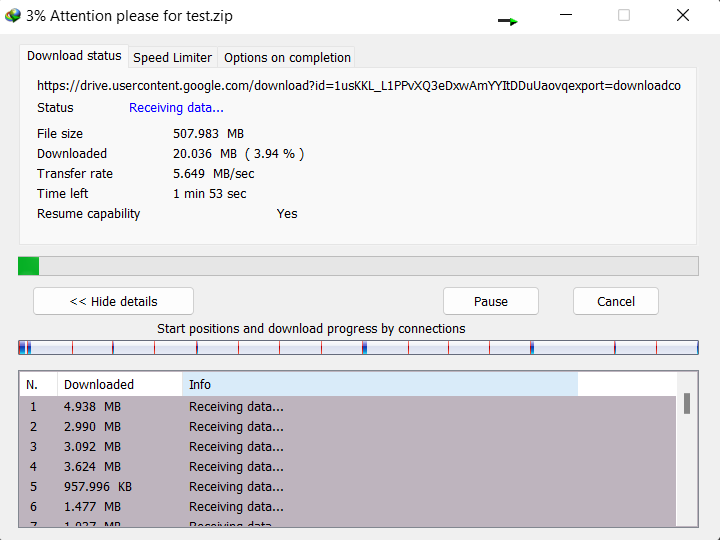 3% Attention please for test.zip
Download status Speed Limiter Options on completion
https://drive.usercontent.google.com/download?id=1usKKL_L1PPvXQ3eDxwAmYYItDDuUaovqexport=downloadco
Status Receiving data...
File size 507.983 MB
Downloaded 20.036 MB ( 3.94 % )
Transfer rate 5.649 MB/sec
Time left 1 min 53 sec
Resume capability Yes
<< Hide details Pause Cancel
Start positions and download progress by connections
N. Downloaded Info
1 4.938 MB Receiving data...
2 2.990 MB Receiving data...
3 3.092 MB Receiving data...
4 3.624 MB Receiving data...
5 957.996 KB Receiving data...
6 1.477 MB Receiving data...
7 1.037 MB Receiving data...